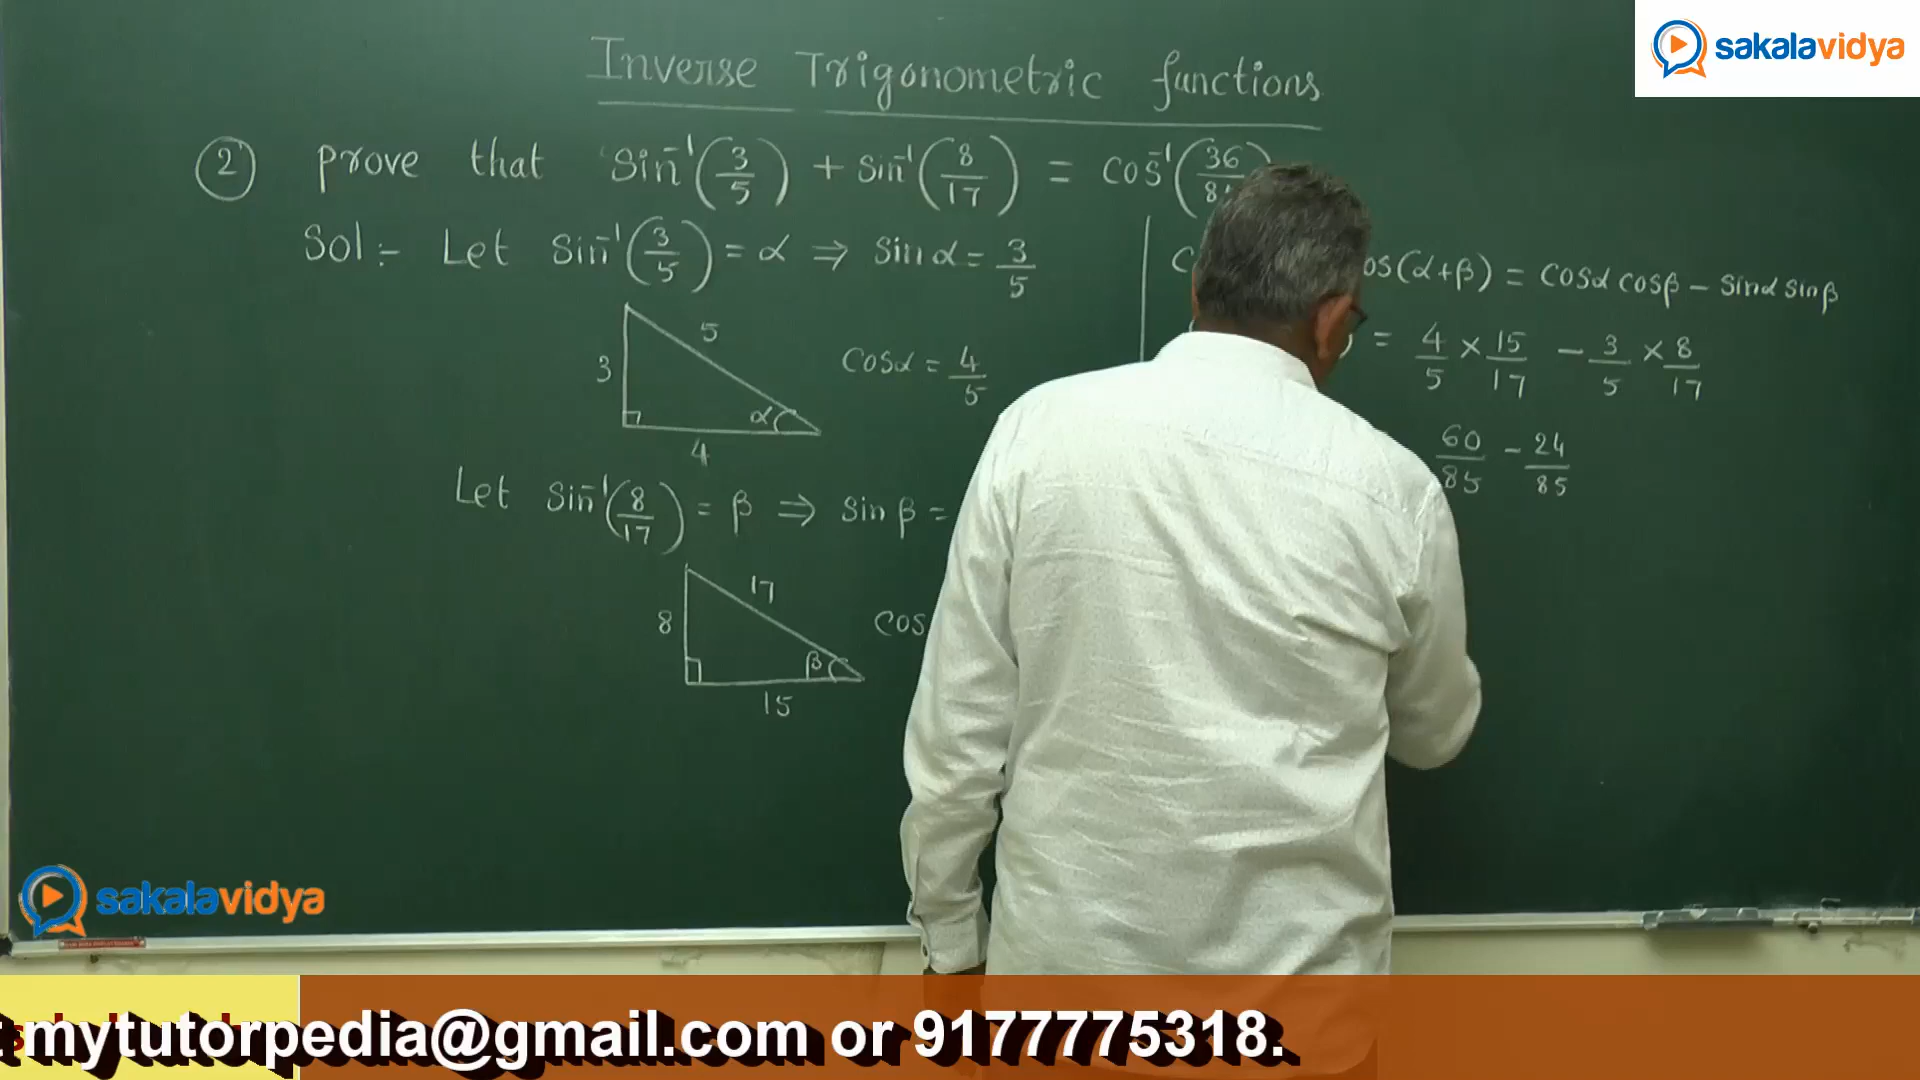 sakalavidya
Inverse Trigonometric functions
② prove that Sin⁻¹(3/5) + Sin⁻¹(8/17) = cos⁻¹(36/8
Sol:- Let Sin⁻¹(3/5) = α ⇒ Sin α = 3/5
5
3
α
4
Cosα = 4/5
Let Sin⁻¹(8/17) = β ⇒ Sin β =
17
8
β
15
cos
os(α+β) = cosα cosβ - sinα sinβ
= 4/5 × 15/17 - 3/5 × 8/17
60/85 - 24/85
sakalavidya
mytutorpedia@gmail.com or 9177775318.